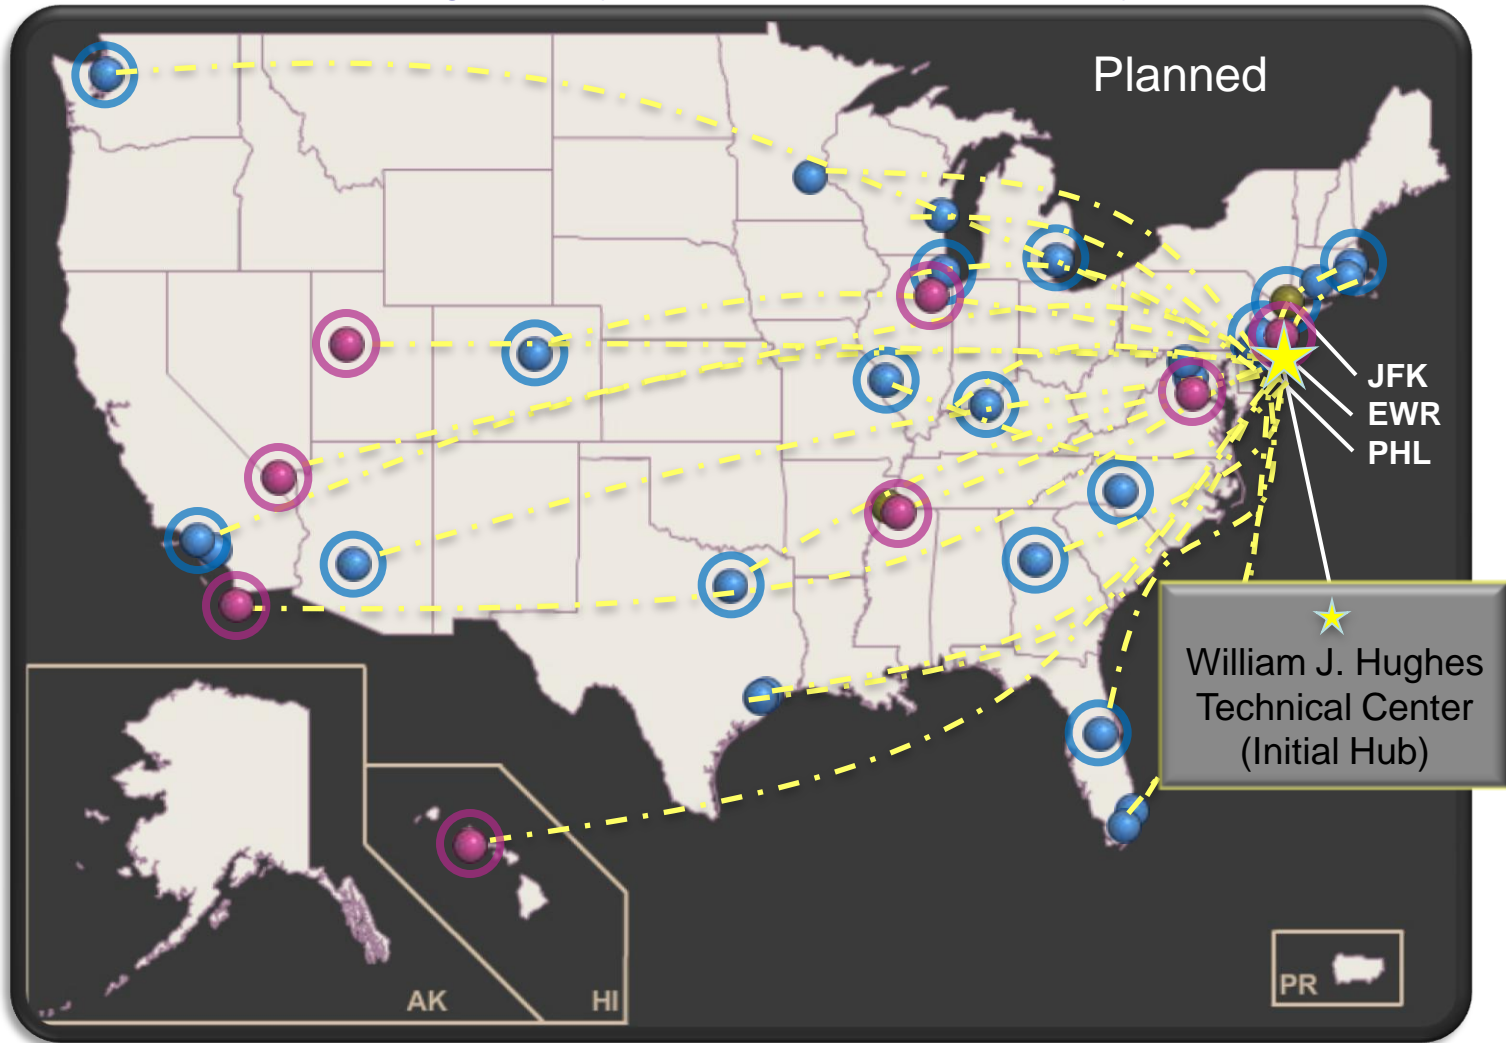 Planned
JFK
EWR
PHL
William J. Hughes
Technical Center
(Initial Hub)
AK
HI
PR